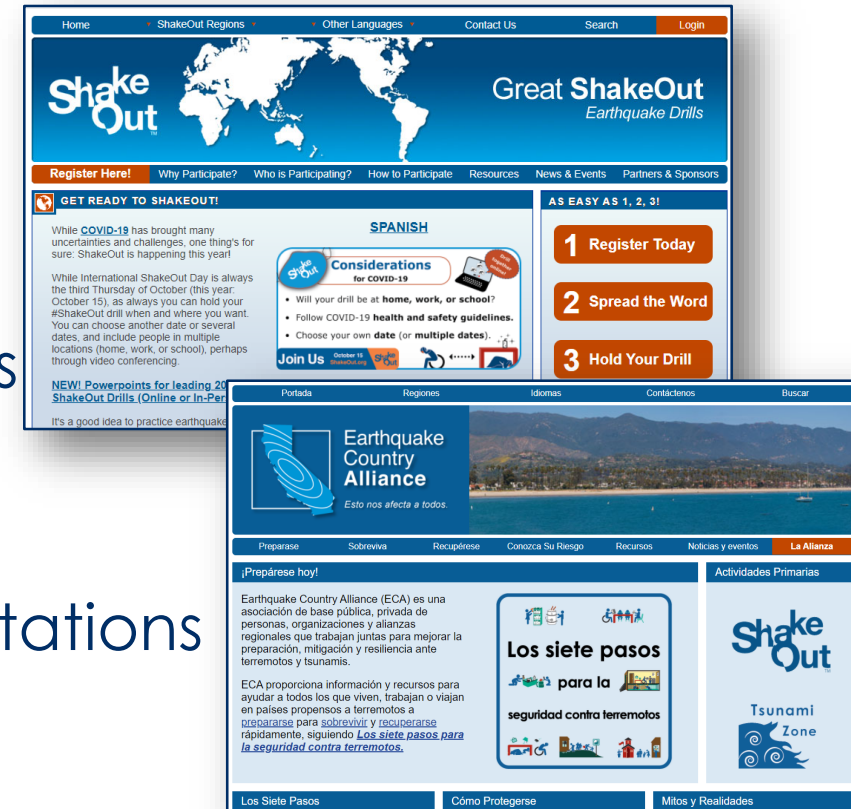 Home
ShakeOut Regions
Other Languages
Contact Us
Search
Login
Shake
Out
Great ShakeOut
Earthquake Drills
Register Here!
Why Participate?
Who is Participating?
How to Participate
Resources
News & Events
Partners & Sponsors
GET READY TO SHAKEOUT!
While COVID-19 has brought many
uncertainties and challenges, one thing's for
sure: ShakeOut is happening this year!
While International ShakeOut Day is always
the third Thursday of October (this year:
October 15), as always you can hold your
#ShakeOut drill when and where you want.
You can choose another date or several
dates, and include people in multiple
locations (home, work, or school), perhaps
through video conferencing.
NEW! Powerpoints for leading 20
ShakeOut Drills (Online or In-Per
It's a good idea to practice earthquake
SPANISH
ShakeOut
Considerations
for COVID-19
Drill
together
online!
• Will your drill be at home, work, or school?
• Follow COVID-19 health and safety guidelines.
• Choose your own date (or multiple dates).
Join Us
October 15
ShakeOut.org
ShakeOut
AS EASY AS 1, 2, 3!
1 Register Today
2 Spread the Word
3 Hold Your Drill
s
tations
Portada
Regiones
Idiomas
Contáctenos
Buscar
Earthquake
Country
Alliance
Esto nos afecta a todos.
Preparase
Sobreviva
Recupérese
Conozca Su Riesgo
Recursos
Noticias y eventos
La Alianza
¡Prepárese hoy!
Earthquake Country Alliance (ECA) es una
asociación de base pública, privada de
personas, organizaciones y alianzas
regionales que trabajan juntas para mejorar la
preparación, mitigación y resiliencia ante
terremotos y tsunamis.
ECA proporciona información y recursos para
ayudar a todos los que viven, trabajan o viajan
en países propensos a terremotos a
prepararse para sobrevivir y recuperarse
rápidamente, siguiendo Los siete pasos para
la seguridad contra terremotos.
Los siete pasos
para la
seguridad contra terremotos
Actividades Primarias
Shake
Out
Tsunami
Zone
Los Siete Pasos
Cómo Protegerse
Mitos y Realidades